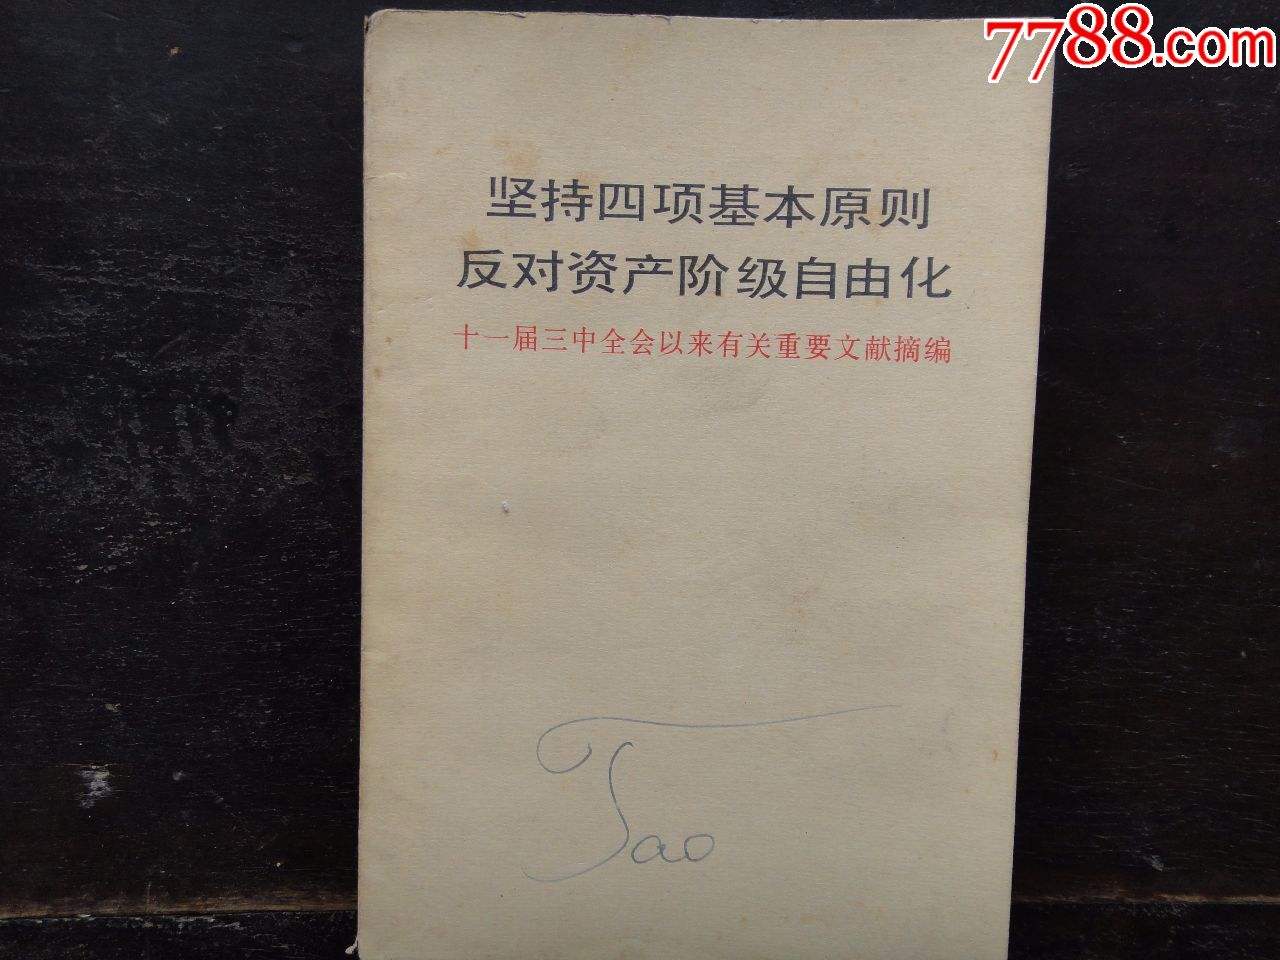 7788.com
坚持四项基本原则
反对资产阶级自由化
十一届三中全会以来有关重要文献摘编
Tao